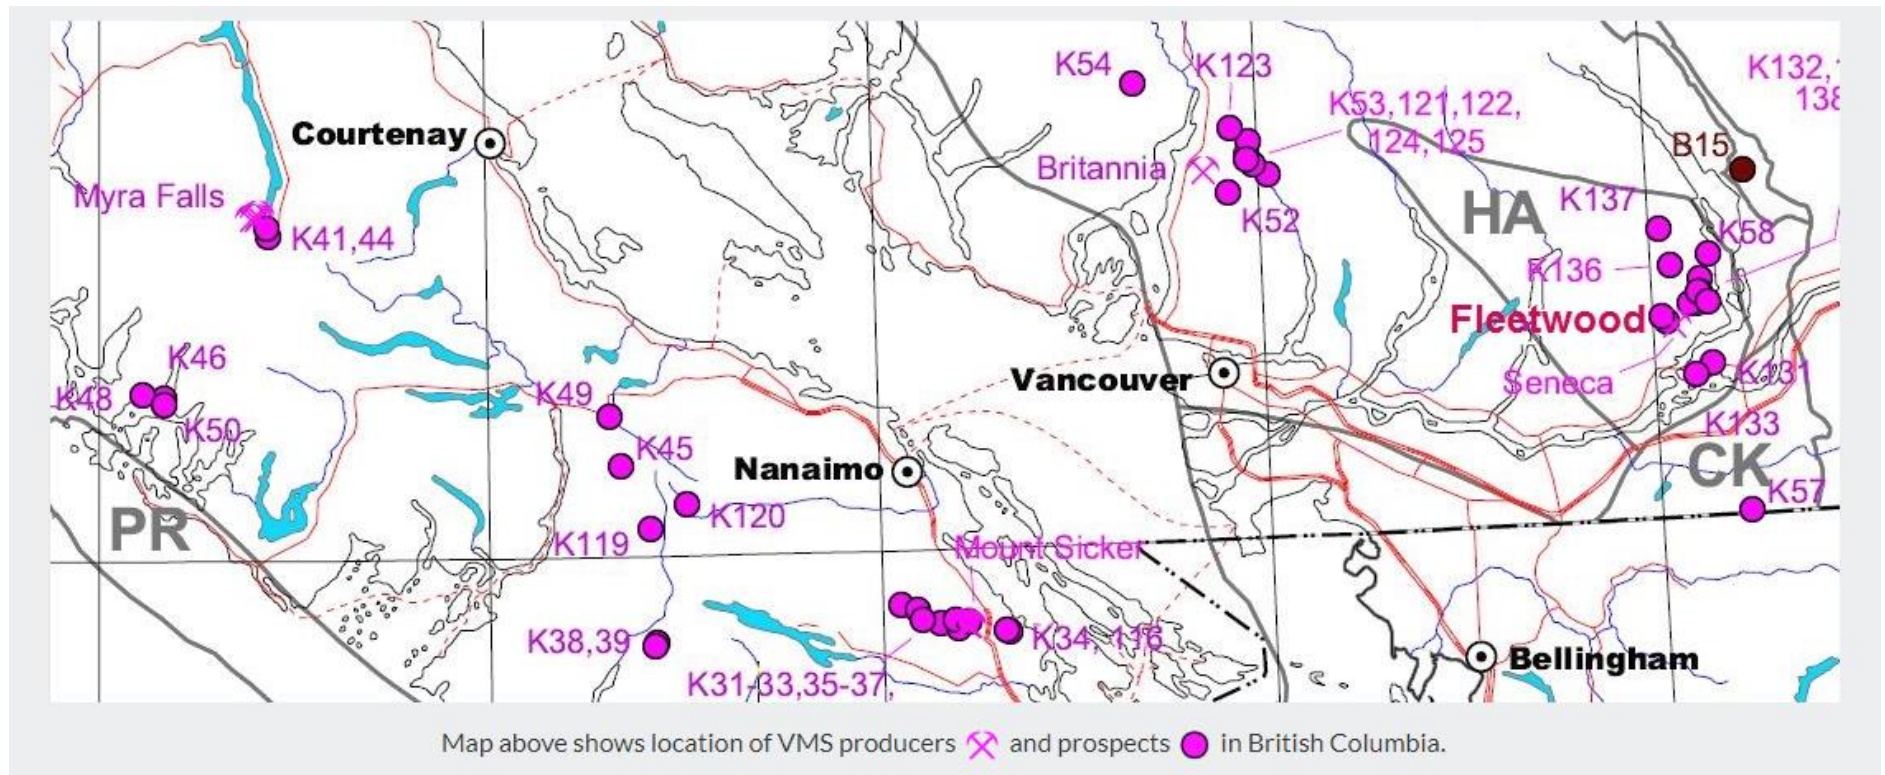 K54
K123
K132,1
138
K53,121,122,
124,125
Courtenay
B15
Britannia
Myra Falls
K137
HA
K52
K58
K41,44
K136
Fleetwood
K46
Vancouver
Seneca
K131
K48
K49
K50
K133
K45
Nanaimo
CK
K57
PR
K120
K119
Mount Sicker
K38,39
K34, 116
Bellingham
K31-33,35-37,
Map above shows location of VMS producers and prospects in British Columbia.